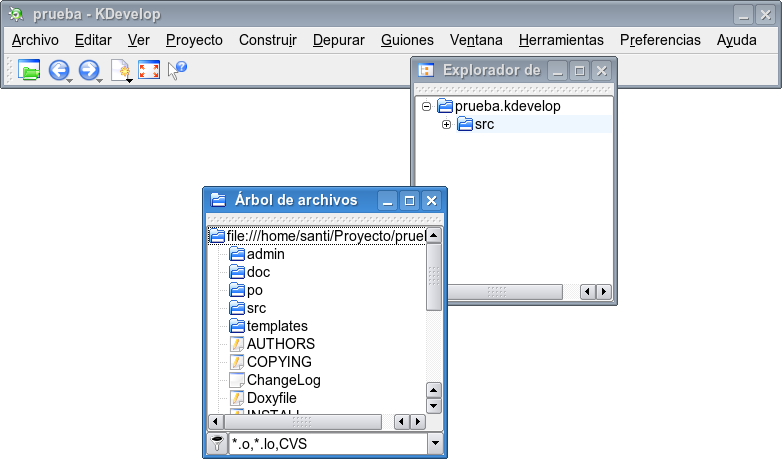 prueba - KDevelop
Archivo Editar Ver Proyecto Construir Depurar Guiones Ventana Herramientas Preferencias Ayuda
Explorador de
prueba.kdevelop
src
Árbol de archivos
file:///home/santi/Proyecto/prue
admin
doc
po
src
templates
AUTHORS
COPYING
ChangeLog
Doxyfile
INSTALL
*.o,*.lo,CVS